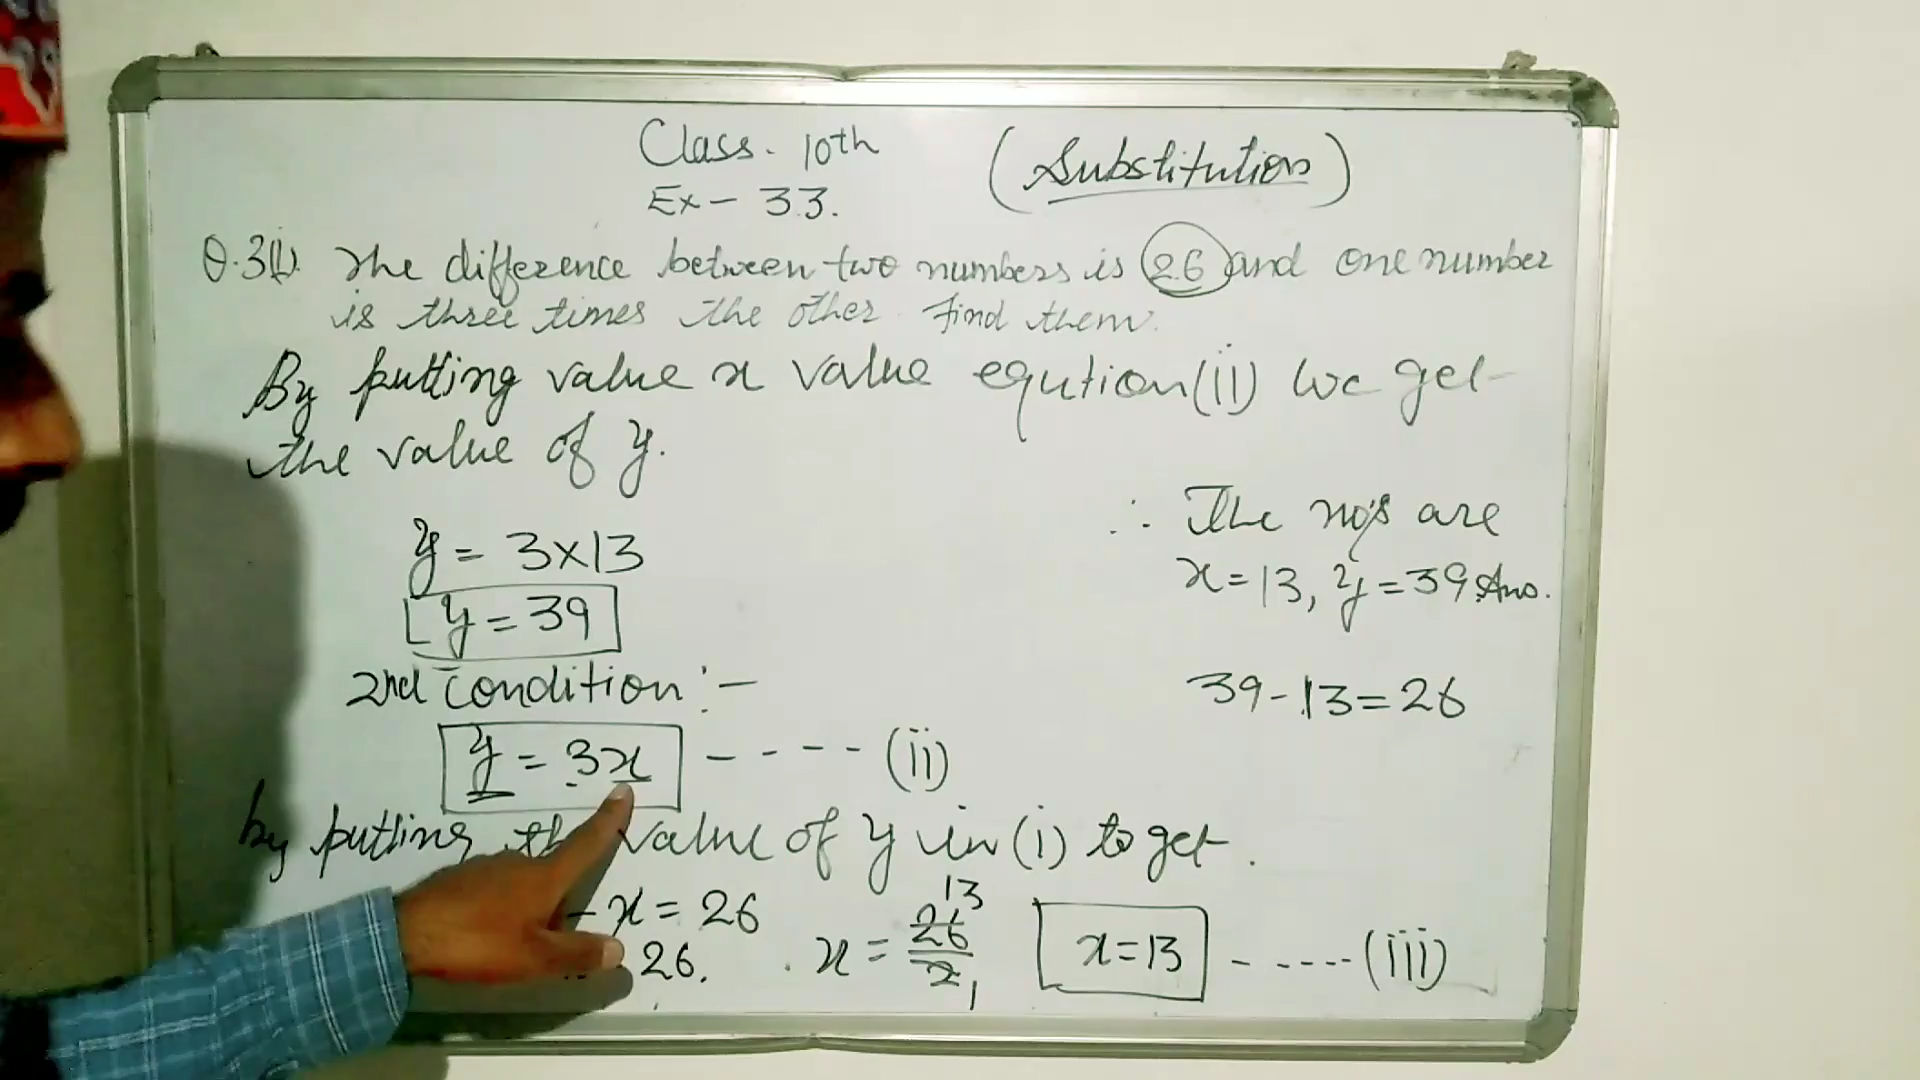 Class. 10th
(Substitution)
Ex- 3.3.
Q.3(i). The difference between two numbers is 26 and one number
is three times the other. find them.
By putting value x value eqution(ii) we get
the value of y.
y = 3x13
y = 39
∴ The no's are
x=13, y=39 Ans.
39-13=26
2nd condition :-
y = 3x ---- (ii)
by putting value of y in (i) to get.
-x = 26
26.
x = 26/2 13 1
x=13 ----- (iii)